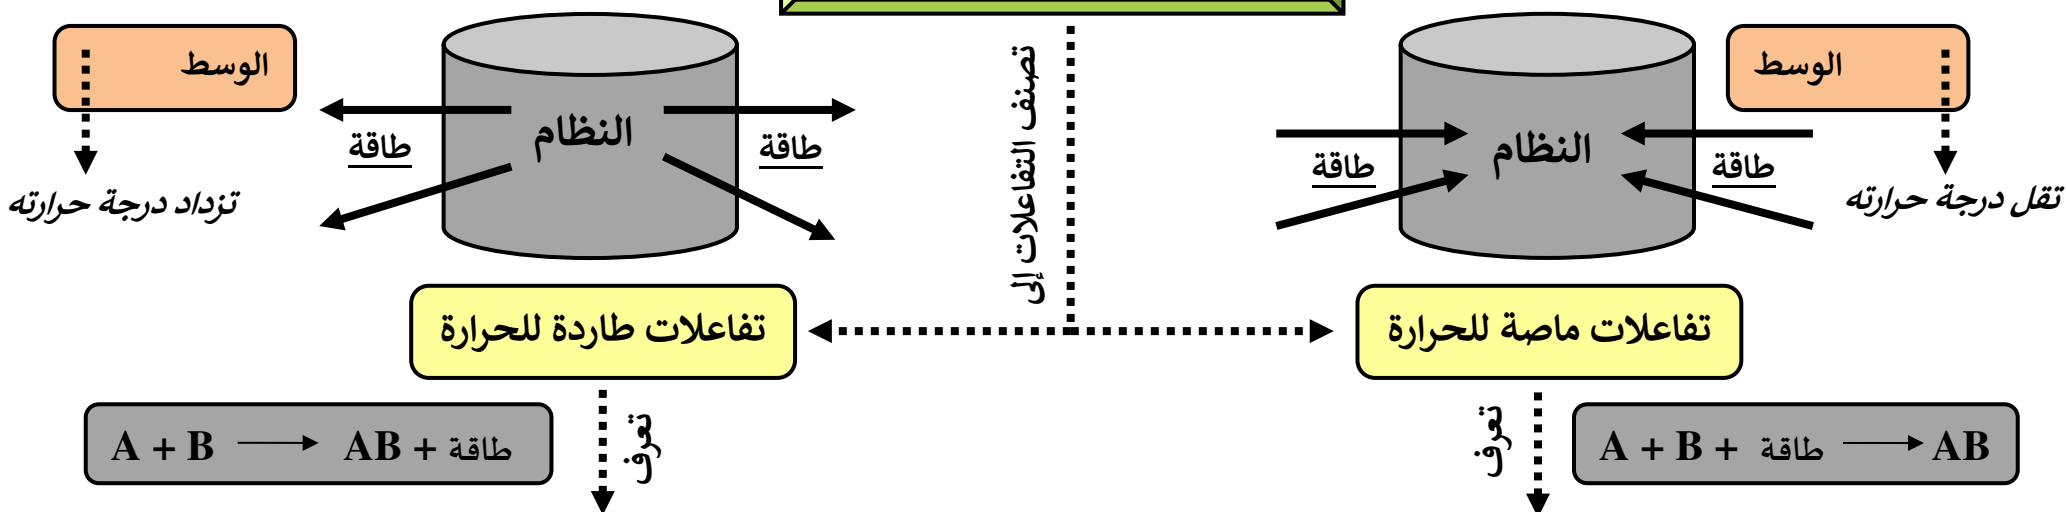 الوسط
النظام
طاقة
طاقة
تقل درجة حرارته
تصنف التفاعلات إلى
الوسط
النظام
طاقة
طاقة
تزداد درجة حرارته
تفاعلات ماصة للحرارة
تفاعلات طاردة للحرارة
تعرف
A + B + طاقة ⟶ AB
تعرف
A + B ⟶ AB + طاقة